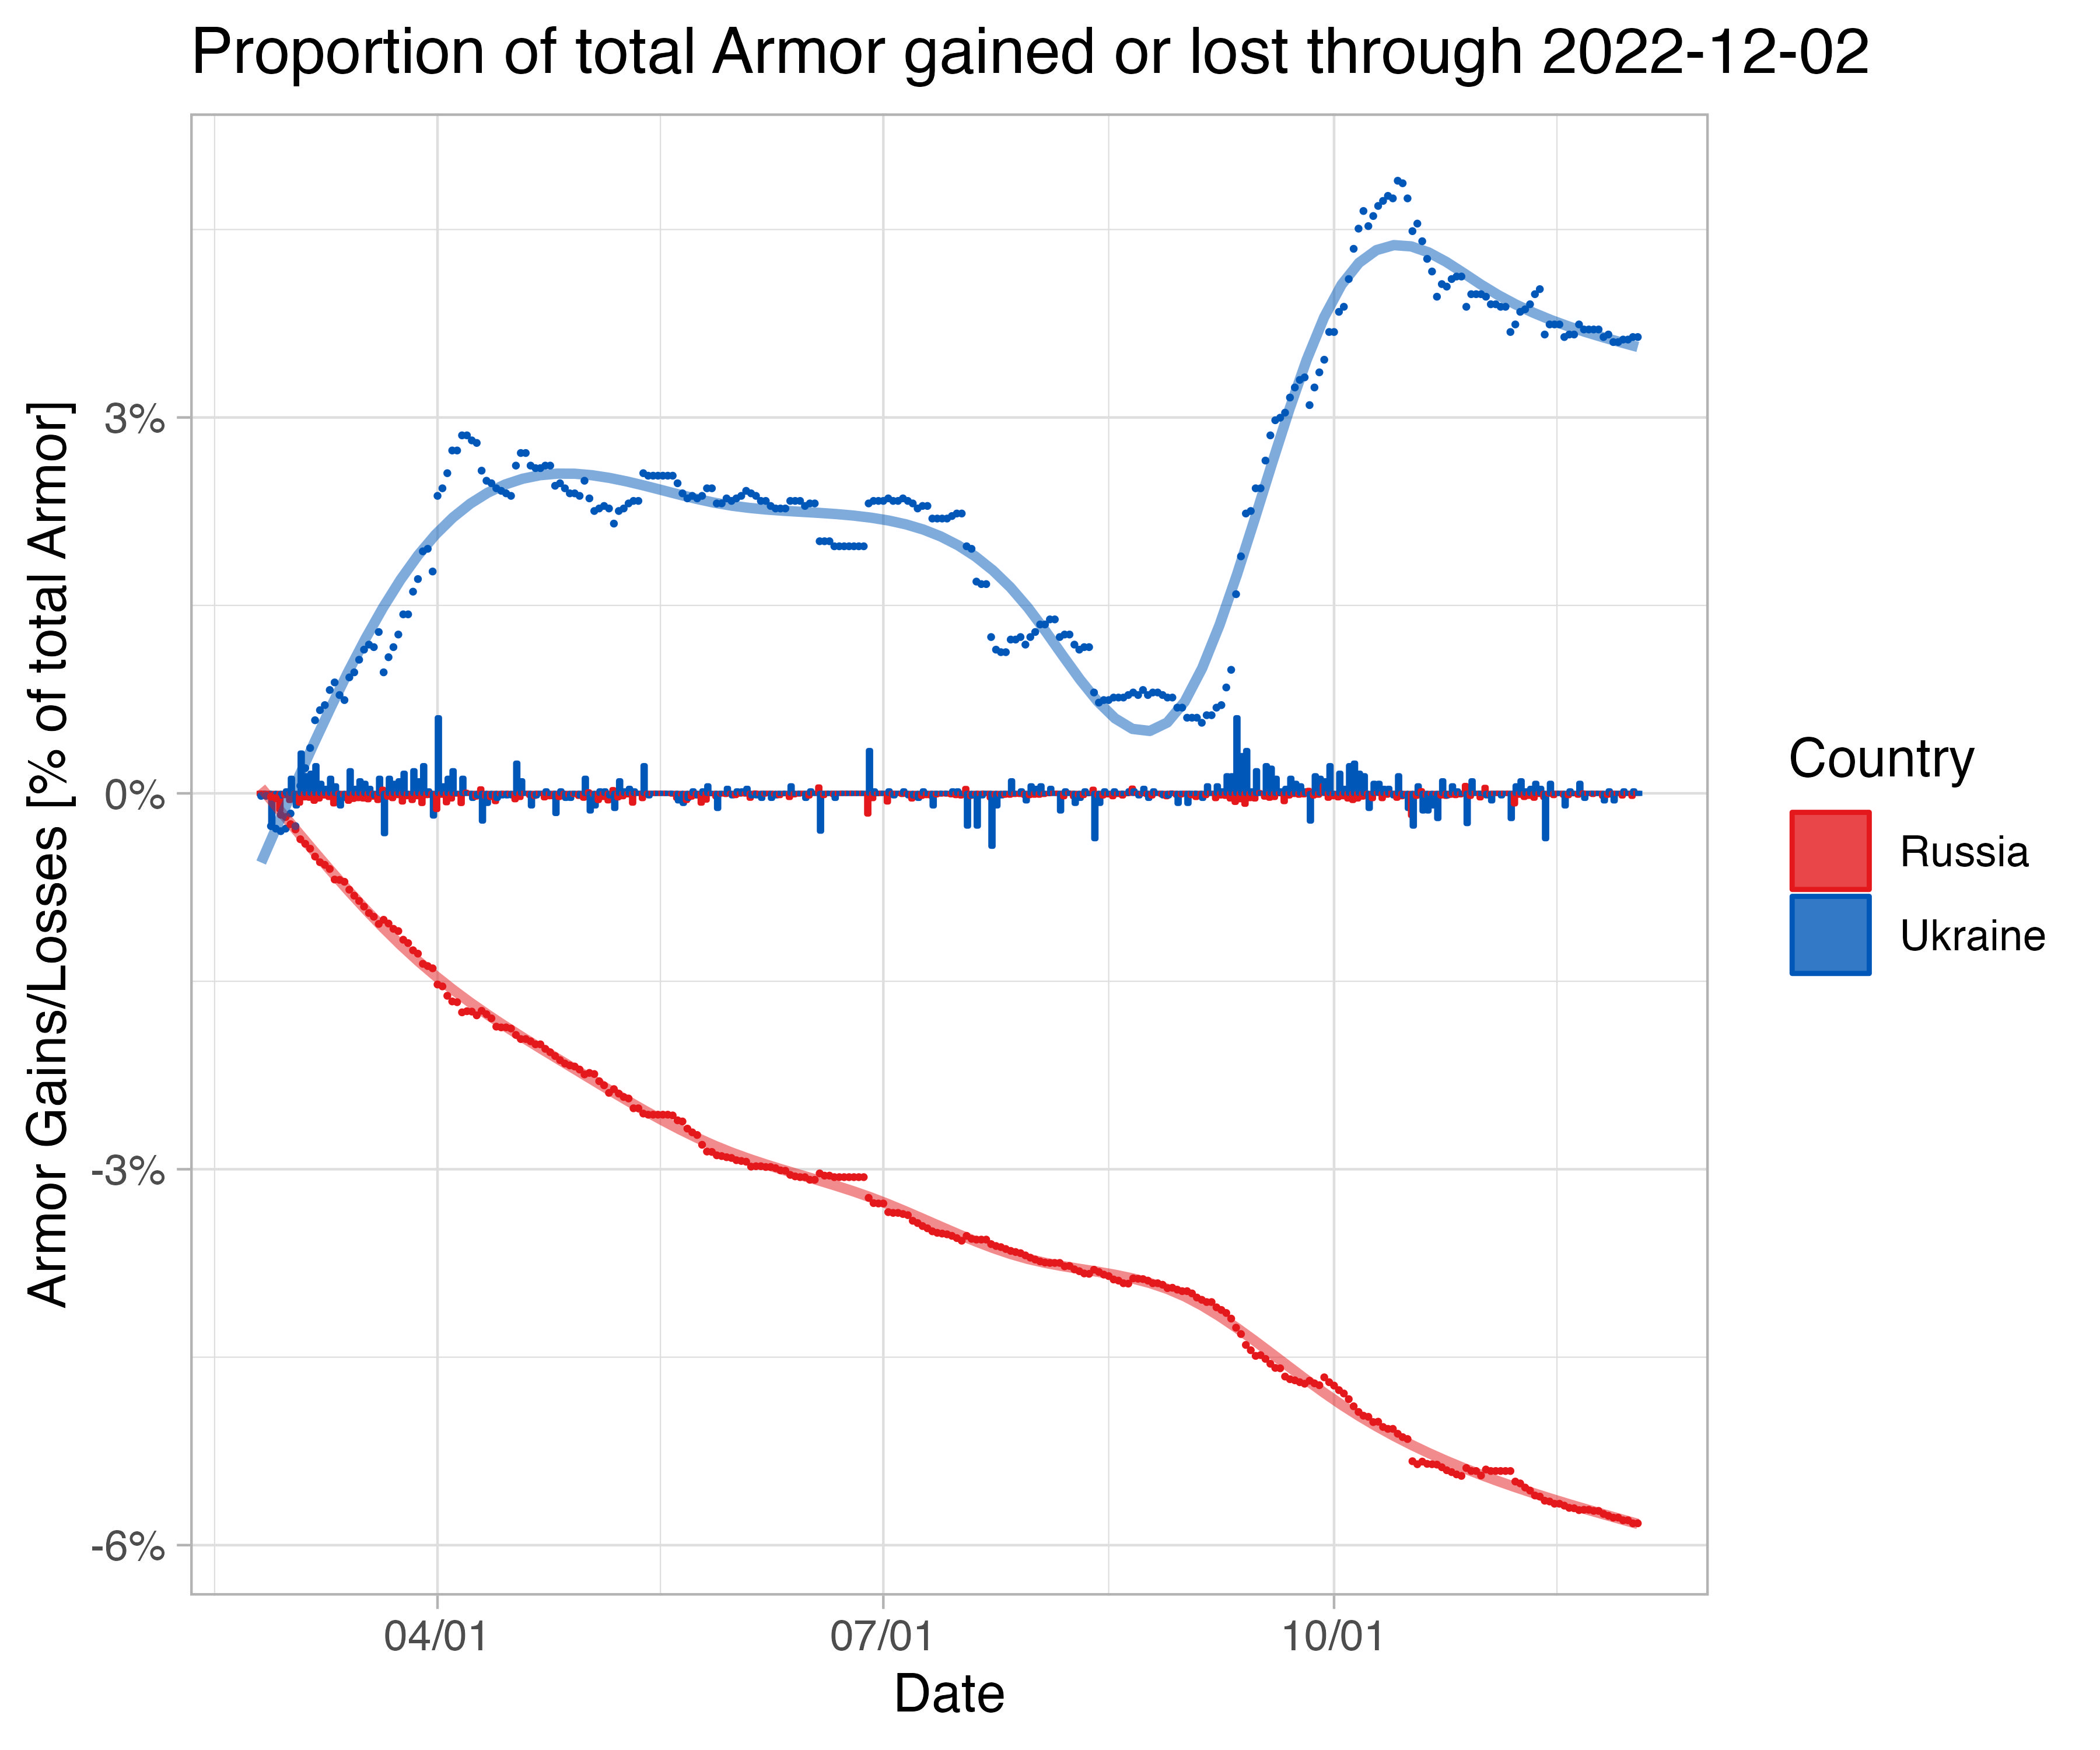 Proportion of total Armor gained or lost through 2022-12-02
Armor Gains/Losses [% of total Armor]
3%
0%
-3%
-6%
04/01
07/01
10/01
Date
Country
Russia
Ukraine